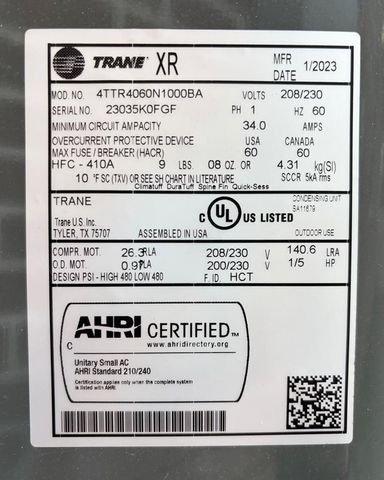 TRANE XR MFR DATE 1/2023
MOD. NO. 4TTR4060N1000BA VOLTS 208/230
SERIAL NO. 23035K0FGF PH 1 HZ 60
MINIMUM CIRCUIT AMPACITY 34.0 AMPS
OVERCURRENT PROTECTIVE DEVICE USA CANADA
MAX FUSE / BREAKER (HACR) 60 60
HFC - 410A 9 LBS. 08 OZ. OR 4.31 kg(SI)
10 °F SC (TXV) OR SEE SH CHART IN LITERATURE SCCR 5kA rms
Climatuff DuraTuff Spine Fin Quick-Sess
TRANE
Trane U.S. Inc.
TYLER, TX 75707 ASSEMBLED IN USA
C UL US LISTED
CONDENSING UNIT
SA11679
OUTDOOR USE
COMPR. MOT. 26.3 RLA 208/230 V 140.6 LRA
O.D. MOT. 0.97 FLA 200/230 V 1/5 HP
DESIGN PSI - HIGH 480 LOW 480 F. ID. HCT
AHRI CERTIFIED™
www.ahridirectory.org
C
Unitary Small AC
AHRI Standard 210/240
Certification applies only when the complete system
is listed with AHRI.